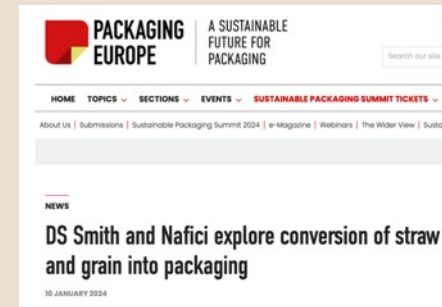 PACKAGING
EUROPE
A SUSTAINABLE
FUTURE FOR
PACKAGING
Search our site
HOME TOPICS SECTIONS EVENTS SUSTAINABLE PACKAGING SUMMIT TICKETS
About Us | Submissions | Sustainable Packaging Summit 2024 | e-Magazine | Webinars | The Wider View |
NEWS
DS Smith and Nafici explore conversion of straw
and grain into packaging
10 JANUARY 2024